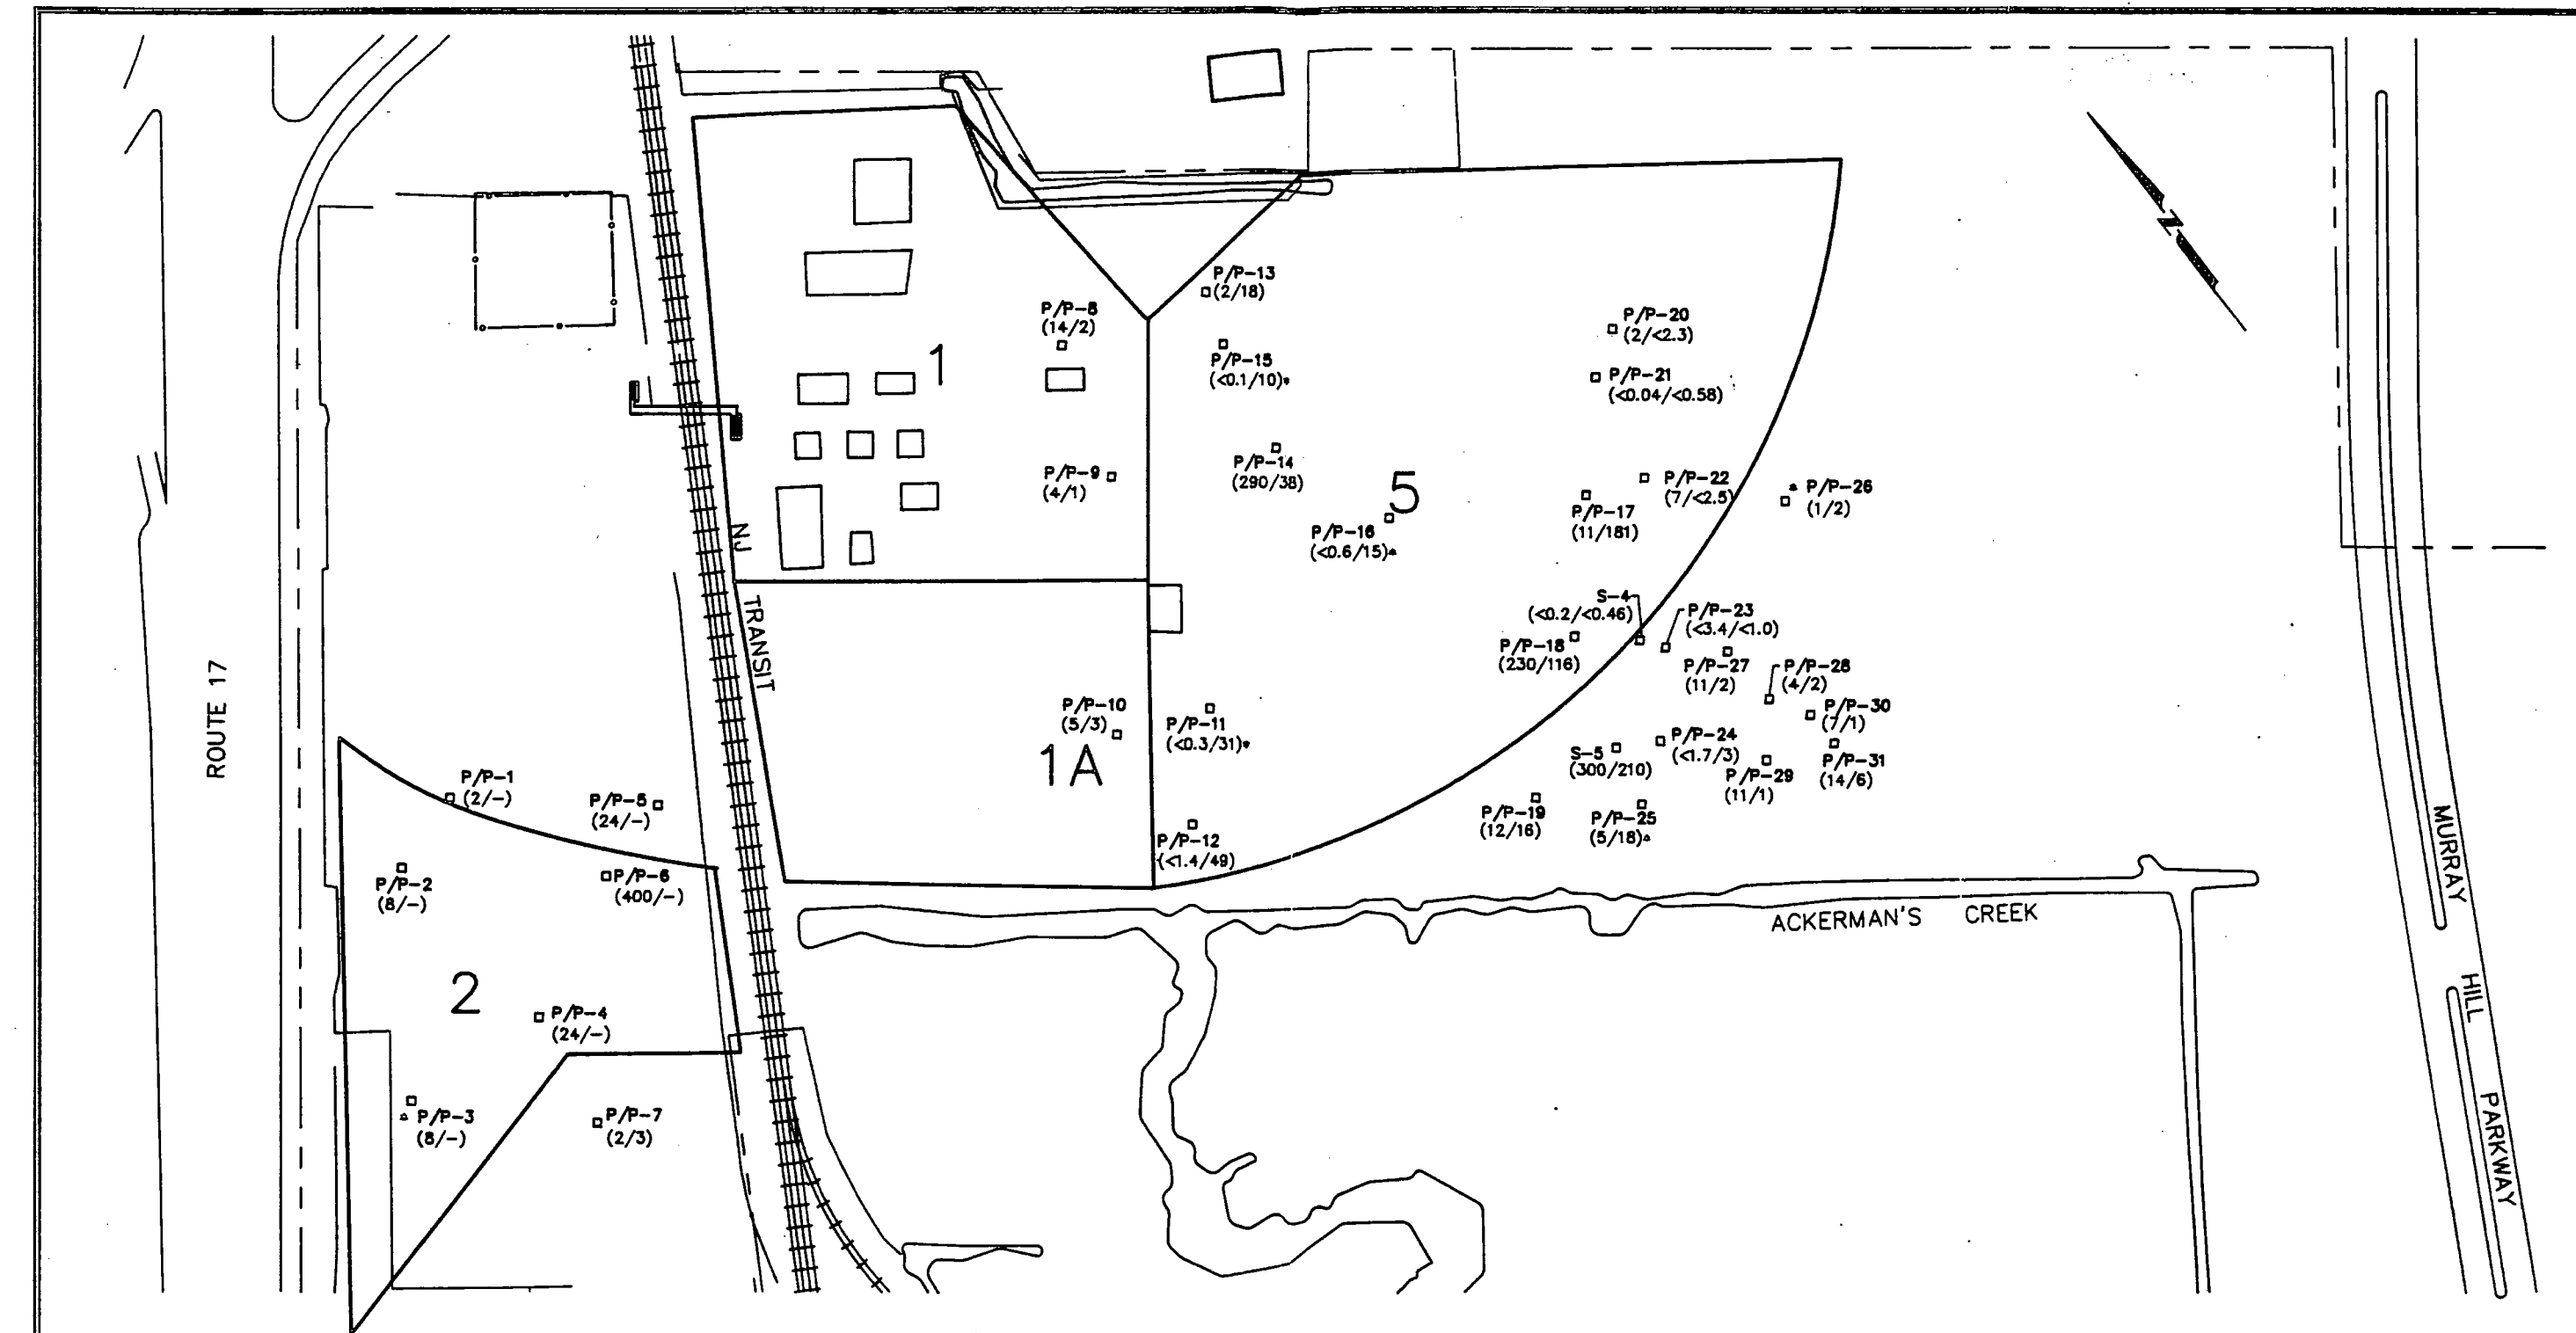 P/P-13
(2/18)
P/P-8
(14/2)
P/P-20
(2/<2.3)
1
P/P-15
(<0.1/10)*
P/P-21
(<0.04/<0.58)
N
P/P-14
(290/38)
P/P-9
(4/1)
5
P/P-22
(7/<2.5)
P/P-26
(1/2)
P/P-17
(11/181)
P/P-16
(<0.6/15)*
NJ
TRANSIT
S-4
(<0.2/<0.46)
P/P-23
(<3.4/<1.0)
P/P-18
(230/116)
P/P-27
(11/2)
P/P-28
(4/2)
ROUTE 17
P/P-10
(5/3)
P/P-11
(<0.3/31)*
P/P-30
(7/1)
1A
S-5
(300/210)
P/P-24
(<1.7/3)
P/P-31
(14/6)
P/P-29
(11/1)
P/P-1
(2/-)
P/P-5
(24/-)
P/P-19
(12/16)
P/P-25
(5/18)*
P/P-12
(<1.4/49)
P/P-2
(8/-)
P/P-6
(400/-)
ACKERMAN'S CREEK
2
P/P-4
(24/-)
P/P-3
(8/-)
P/P-7
(2/3)
MURRAY
HILL
PARKWAY